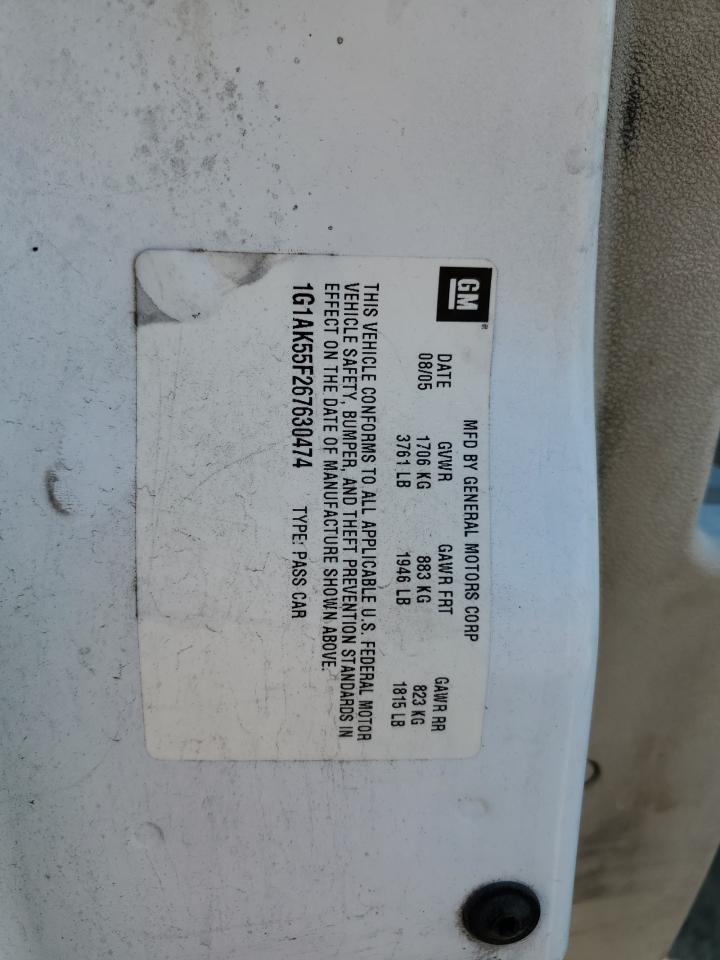 GM
MFD BY GENERAL MOTORS CORP
DATE GVWR GAWR FRT GAWR RR
08/05 1706 KG 883 KG 823 KG
3761 LB 1946 LB 1815 LB
THIS VEHICLE CONFORMS TO ALL APPLICABLE U.S. FEDERAL MOTOR
VEHICLE SAFETY, BUMPER, AND THEFT PREVENTION STANDARDS IN
EFFECT ON THE DATE OF MANUFACTURE SHOWN ABOVE.
1G1AK55F267630474 TYPE: PASS CAR